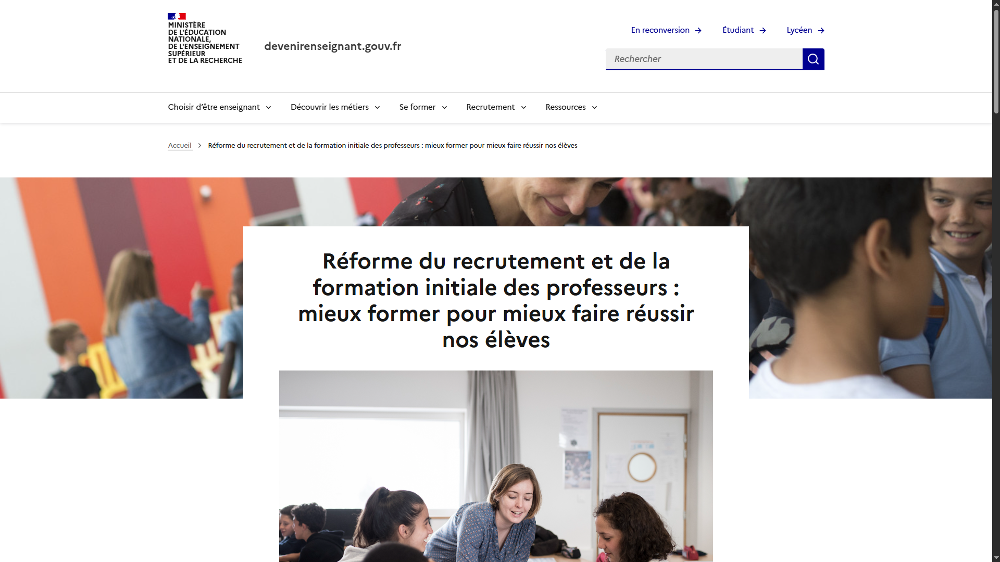 MINISTÈRE
DE L'ÉDUCATION
NATIONALE,
DE L'ENSEIGNEMENT
SUPÉRIEUR
ET DE LA RECHERCHE
devenirenseignant.gouv.fr
En reconversion
Étudiant
Lycéen
Rechercher
Choisir d’être enseignant
Découvrir les métiers
Se former
Recrutement
Ressources
Accueil
Réforme du recrutement et de la formation initiale des professeurs : mieux former pour mieux faire réussir nos élèves
Réforme du recrutement et de la
formation initiale des professeurs :
mieux former pour mieux faire réussir
nos élèves